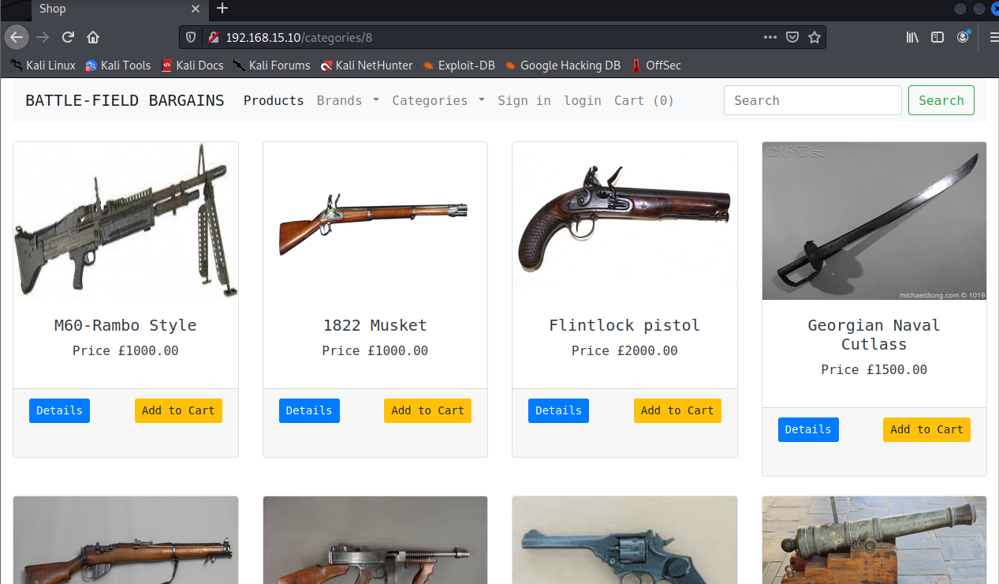 Shop
192.168.15.10/categories/8
Kali Linux Kali Tools Kali Docs Kali Forums Kali NetHunter Exploit-DB Google Hacking DB OffSec
BATTLE-FIELD BARGAINS Products Brands Categories Sign in login Cart (0) Search Search
MDL
michaeldlong.com © 1019
M60-Rambo Style
Price £1000.00
Details Add to Cart
1822 Musket
Price £1000.00
Details Add to Cart
Flintlock pistol
Price £2000.00
Details Add to Cart
Georgian Naval
Cutlass
Price £1500.00
Details Add to Cart